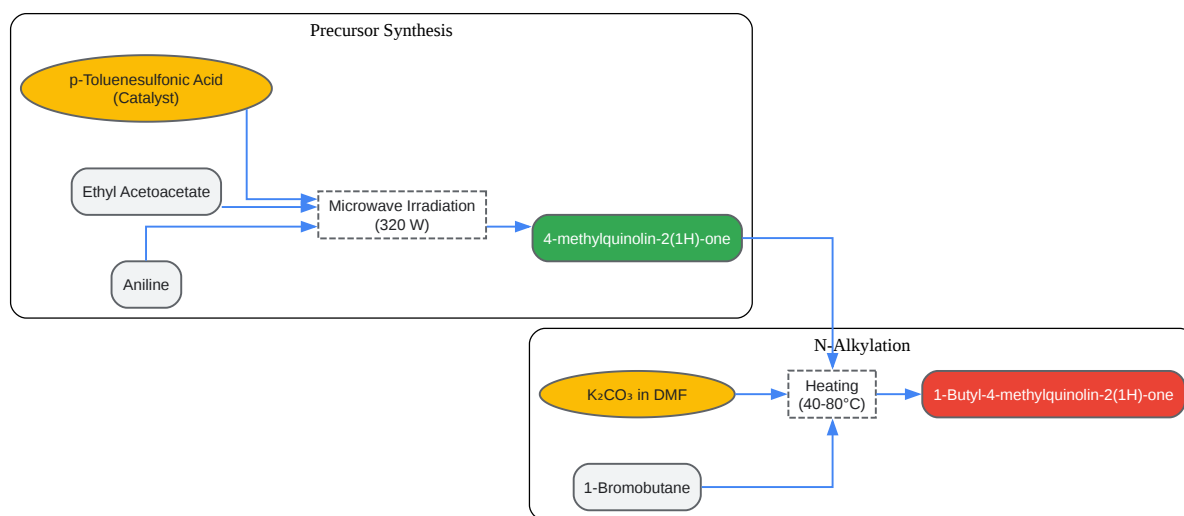 Precursor Synthesis
p-Toluenesulfonic Acid
(Catalyst)
Ethyl Acetoacetate
Microwave Irradiation
(320 W)
4-methylquinolin-2(1H)-one
Aniline
N-Alkylation
K₂CO₃ in DMF
Heating
(40-80°C)
1-Butyl-4-methylquinolin-2(1H)-one
1-Bromobutane